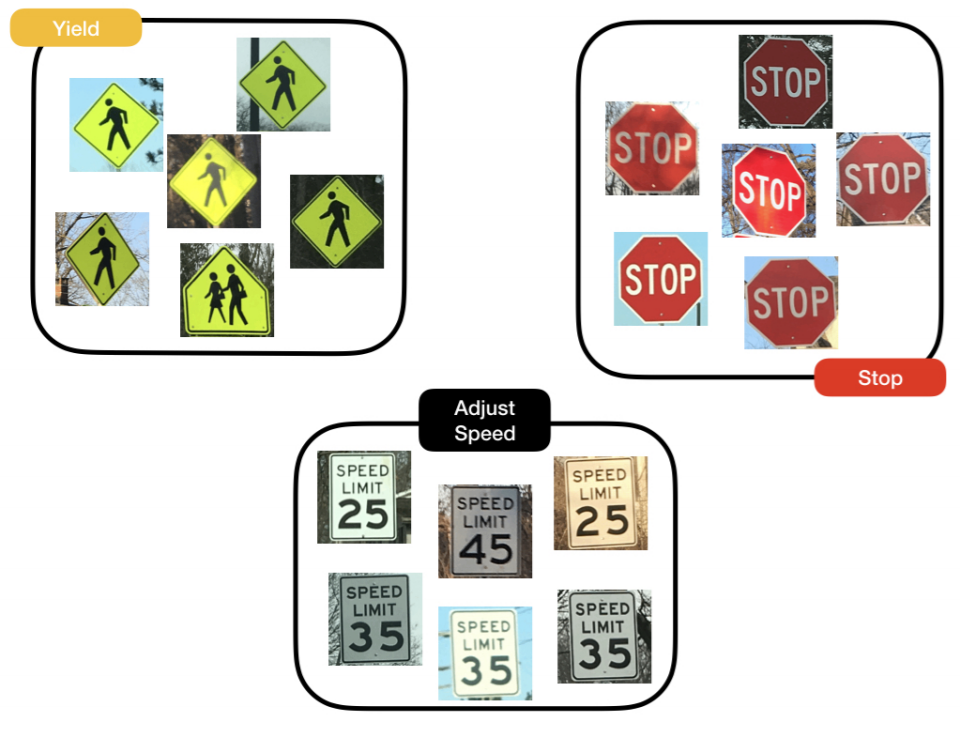 Yield
STOP
STOP
STOP
STOP
STOP
STOP
Stop
Adjust
Speed
SPEED
LIMIT
25
SPEED
LIMIT
45
SPEED
LIMIT
25
SPEED
LIMIT
35
SPEED
LIMIT
35
SPEED
LIMIT
35